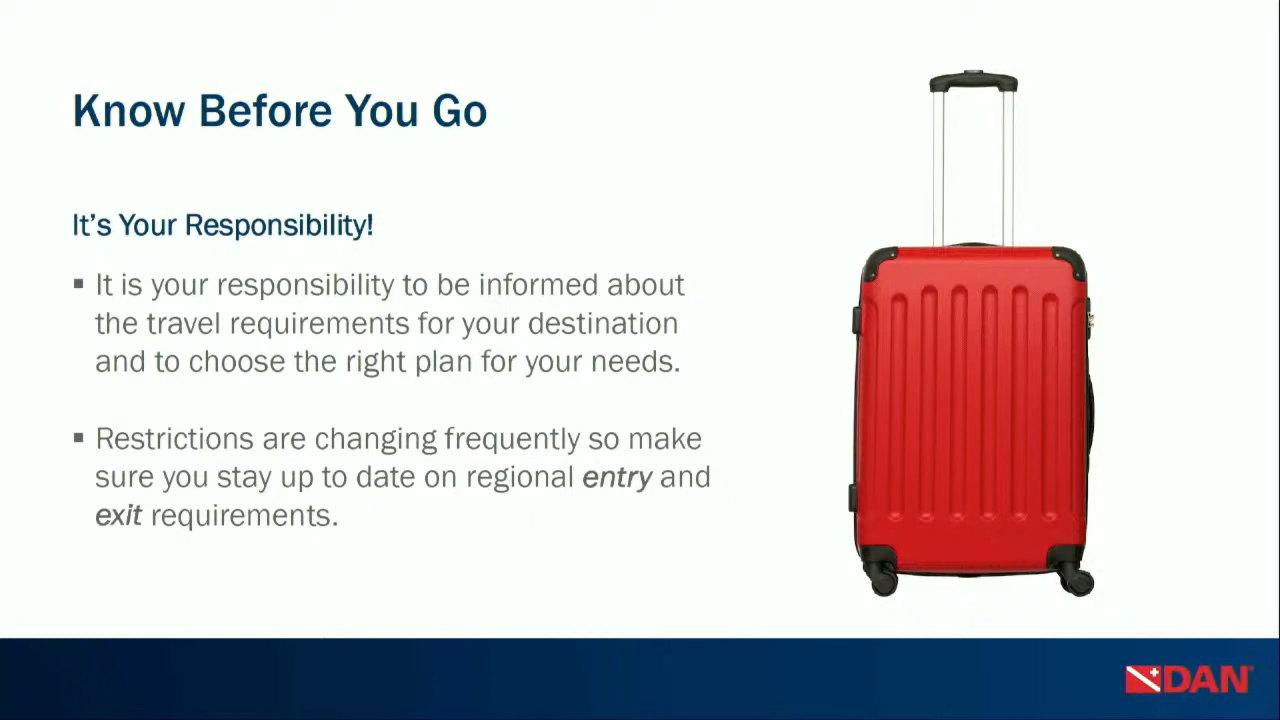 Know Before You Go
It's Your Responsibility!
▪ It is your responsibility to be informed about
the travel requirements for your destination
and to choose the right plan for your needs.
▪ Restrictions are changing frequently so make
sure you stay up to date on regional entry and
exit requirements.
DAN®